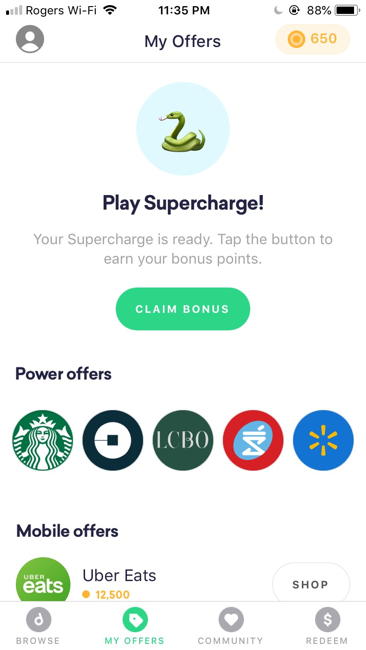 Rogers Wi-Fi 11:35 PM 88%
My Offers 650
Play Supercharge!
Your Supercharge is ready. Tap the button to
earn your bonus points.
CLAIM BONUS
Power offers
LCBO
Mobile offers
UBER
eats
Uber Eats
12,500
SHOP
BROWSE MY OFFERS COMMUNITY REDEEM